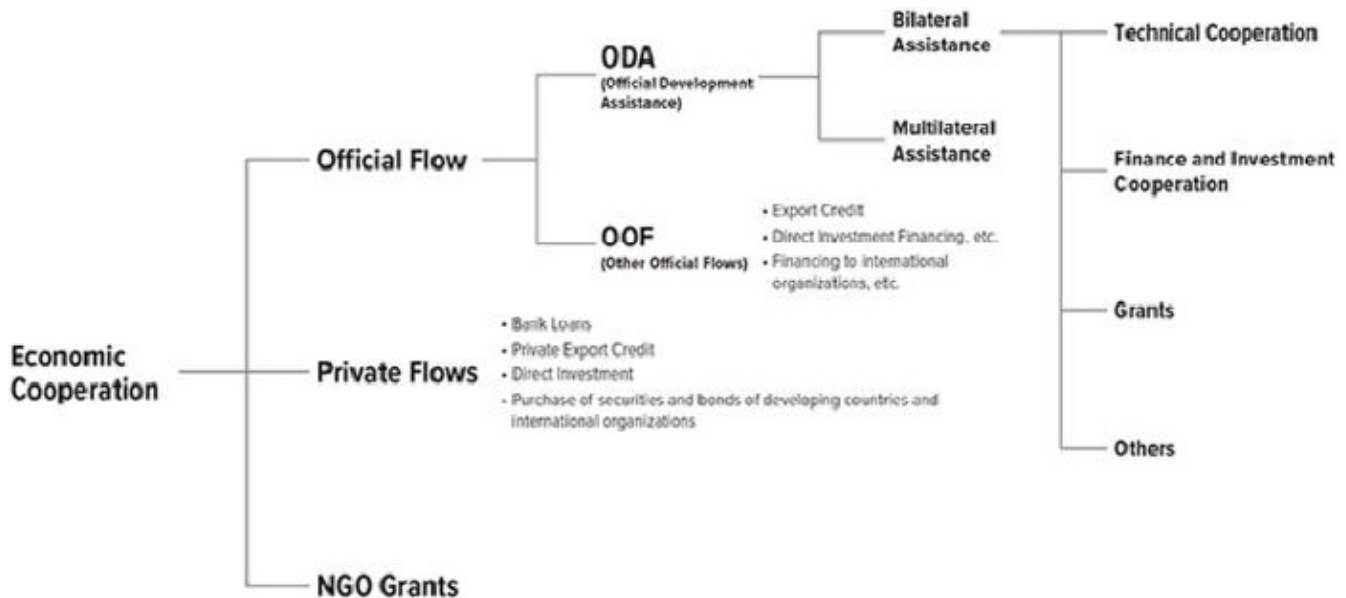 Bilateral
Assistance
Technical Cooperation
ODA
(Official Development
Assistance)
Multilateral
Assistance
Official Flow
Finance and Investment
Cooperation
OOF
(Other Official Flows)
• Export Credit
• Direct Investment Financing, etc.
• Financing to international
organizations, etc.
Grants
Economic
Cooperation
Private Flows
• Bank Loans
• Private Export Credit
• Direct Investment
- Purchase of securities and bonds of developing countries and
international organizations
Others
NGO Grants